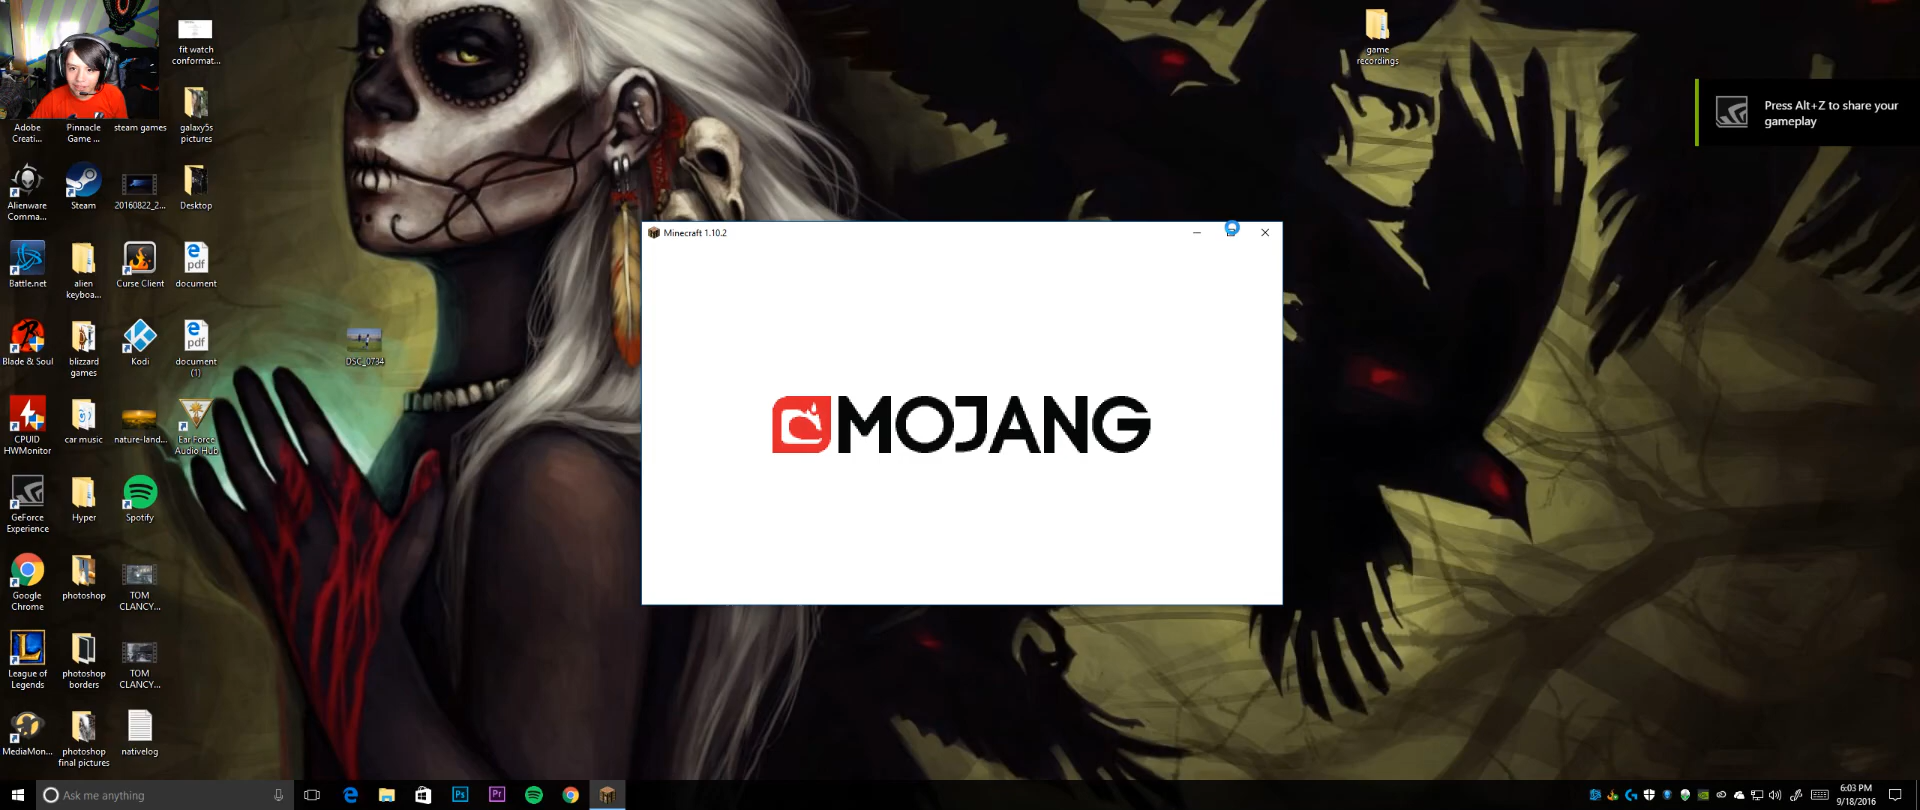 fit watch
conformat...
Adobe
Creati...
Pinnacle
Game ...
steam games
galaxy5s
pictures
Alienware
Comma...
Steam
20160822_2...
Desktop
Battle.net
alien
keyboa...
Curse Client
document
Blade & Soul
blizzard
games
Kodi
document
(1)
CPUID
HWMonitor
car music
nature-land...
Ear Force
Audio Hub
GeForce
Experience
Hyper
Spotify
Google
Chrome
photoshop
TOM
CLANCY...
League of
Legends
photoshop
borders
TOM
CLANCY...
MediaMon...
photoshop
final pictures
nativelog
DSC_0734
game
recordings
Press Alt+Z to share your
gameplay
Minecraft 1.10.2
MOJANG
Ask me anything
Ps
Pr
6:03 PM
9/18/2016